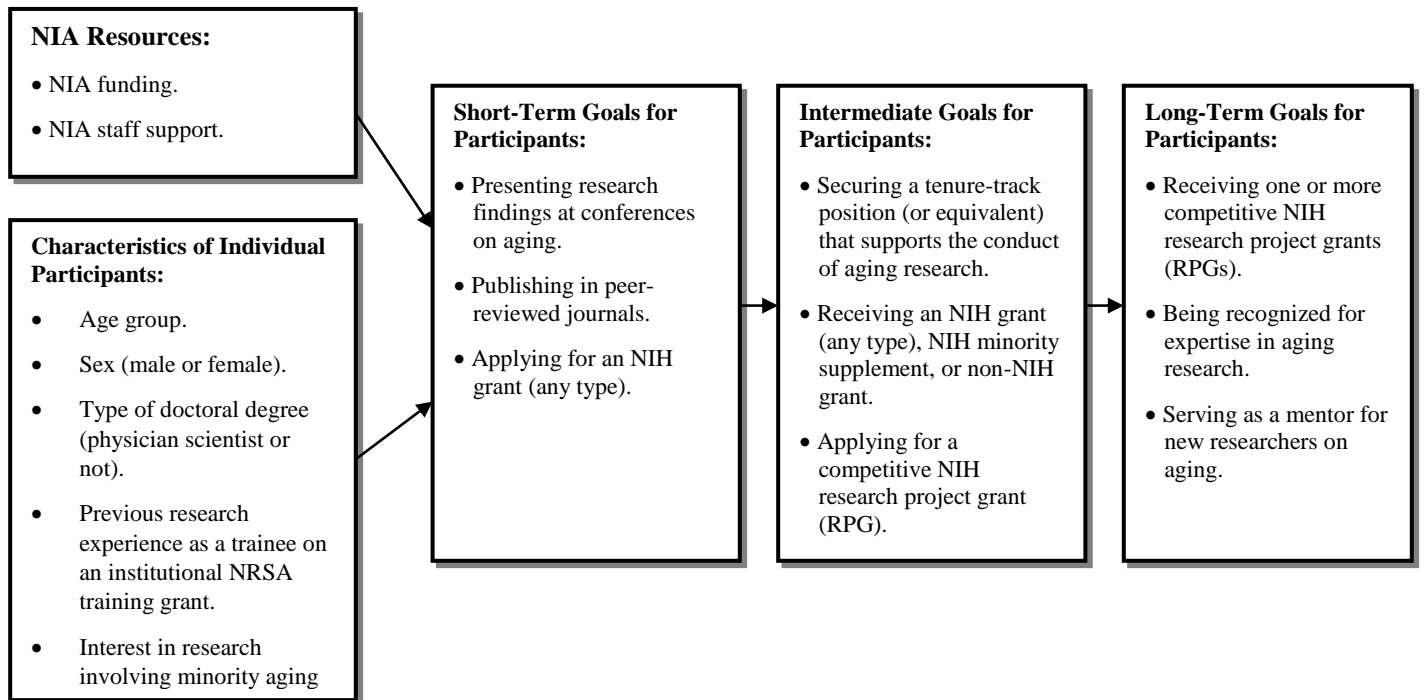 NIA Resources:
• NIA funding.
• NIA staff support.
Characteristics of Individual
Participants:
• Age group.
• Sex (male or female).
• Type of doctoral degree
(physician scientist or
not).
• Previous research
experience as a trainee on
an institutional NRSA
training grant.
• Interest in research
involving minority aging
Short-Term Goals for
Participants:
• Presenting research
findings at conferences
on aging.
• Publishing in peer-
reviewed journals.
• Applying for an NIH
grant (any type).
Intermediate Goals for
Participants:
• Securing a tenure-track
position (or equivalent)
that supports the conduct
of aging research.
• Receiving an NIH grant
(any type), NIH minority
supplement, or non-NIH
grant.
• Applying for a
competitive NIH
research project grant
(RPG).
Long-Term Goals for
Participants:
• Receiving one or more
competitive NIH
research project grants
(RPGs).
• Being recognized for
expertise in aging
research.
• Serving as a mentor for
new researchers on
aging.